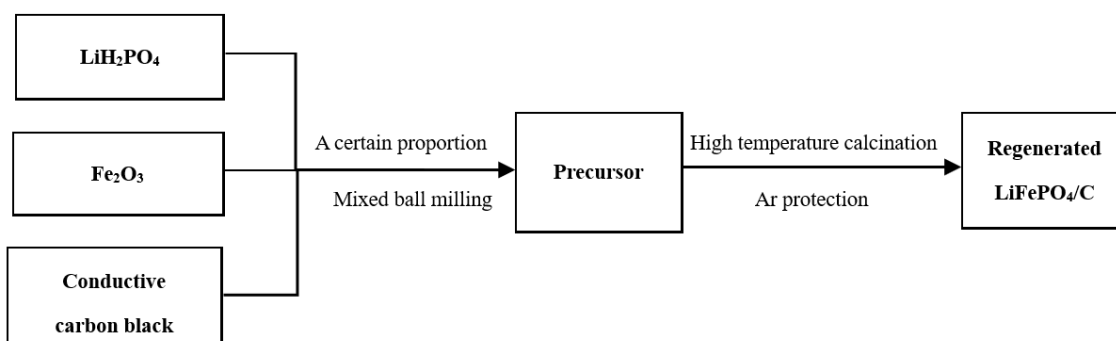 LiH₂PO₄
Fe₂O₃
Conductive
carbon black
A certain proportion
Mixed ball milling
Precursor
High temperature calcination
Ar protection
Regenerated
LiFePO₄/C